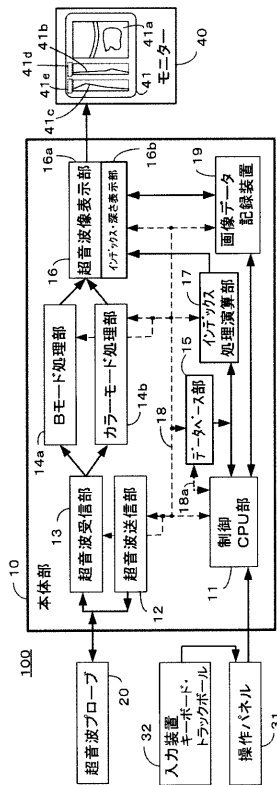 100
10
本体部
超音波プローブ
20
13
超音波受信部
超音波送信部
12
14a
Bモード処理部
カラーモード処理部
14b
16
超音波像表示部
16a
インデックス・深さ表示部
16b
18
18a
15
データベース部
17
インデックス
処理演算部
19
画像データ
記録装置
制御
CPU部
11
32
入力装置
キーボード・
トラックボール
操作パネル
31
41d
41b
41e
41c
41a
41
モニター
40